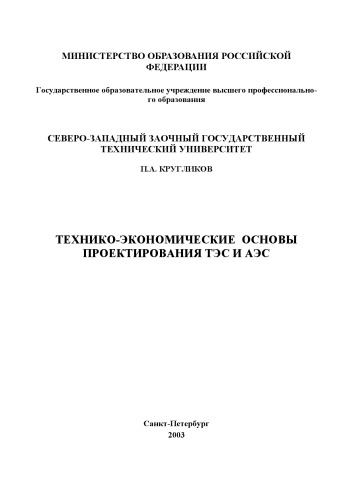 МИНИСТЕРСТВО ОБРАЗОВАНИЯ РОССИЙСКОЙ
ФЕДЕРАЦИИ
Государственное образовательное учреждение высшего профессионально-
го образования
СЕВЕРО-ЗАПАДНЫЙ ЗАОЧНЫЙ ГОСУДАРСТВЕННЫЙ
ТЕХНИЧЕСКИЙ УНИВЕРСИТЕТ
П.А. КРУГЛИКОВ
ТЕХНИКО-ЭКОНОМИЧЕСКИЕ ОСНОВЫ
ПРОЕКТИРОВАНИЯ ТЭС И АЭС
Санкт-Петербург
2003